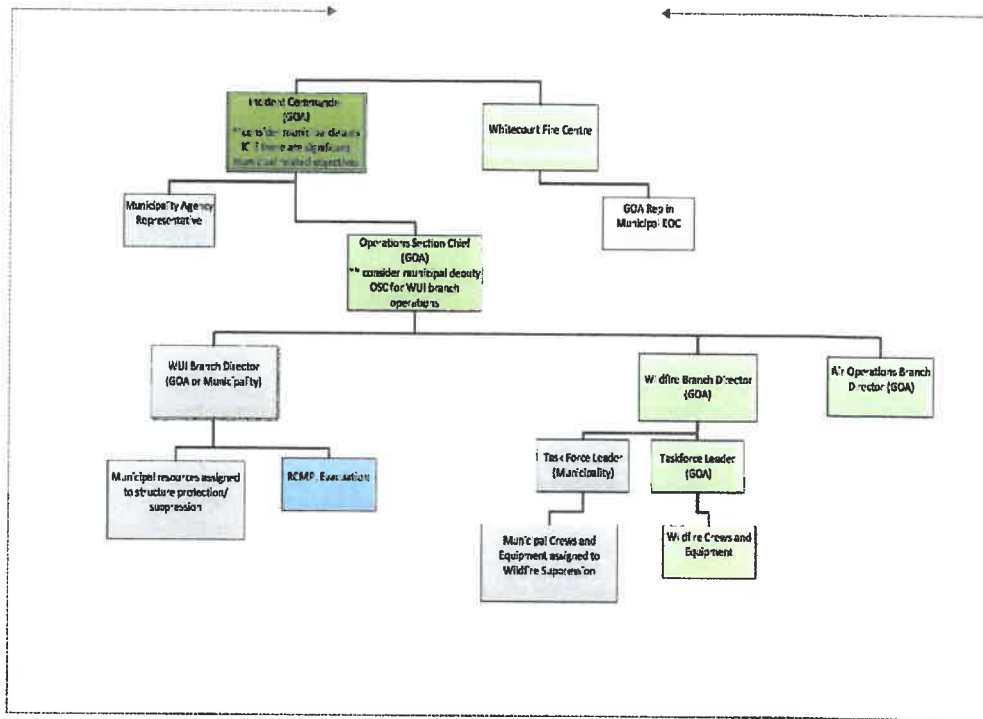 Incident Commander
(GOA)
**consider municipal deputy
IC if there are significant
municipal related objectives
Whitecourt Fire Centre
Municipality Agency
Representative
GOA Rep in
Municipal EOC
Operations Section Chief
(GOA)
** consider municipal deputy
OSC for WUI branch
operations
WUI Branch Director
(GOA or Municipality)
Wildfire Branch Director
(GOA)
Air Operations Branch
Director (GOA)
Municipal resources assigned
to structure protection/
suppression
RCMP, Evacuation
Task Force Leader
(Municipality)
Taskforce Leader
(GOA)
Municipal Crews and
Equipment assigned to
Wildfire Suppression
Wildfire Crews and
Equipment